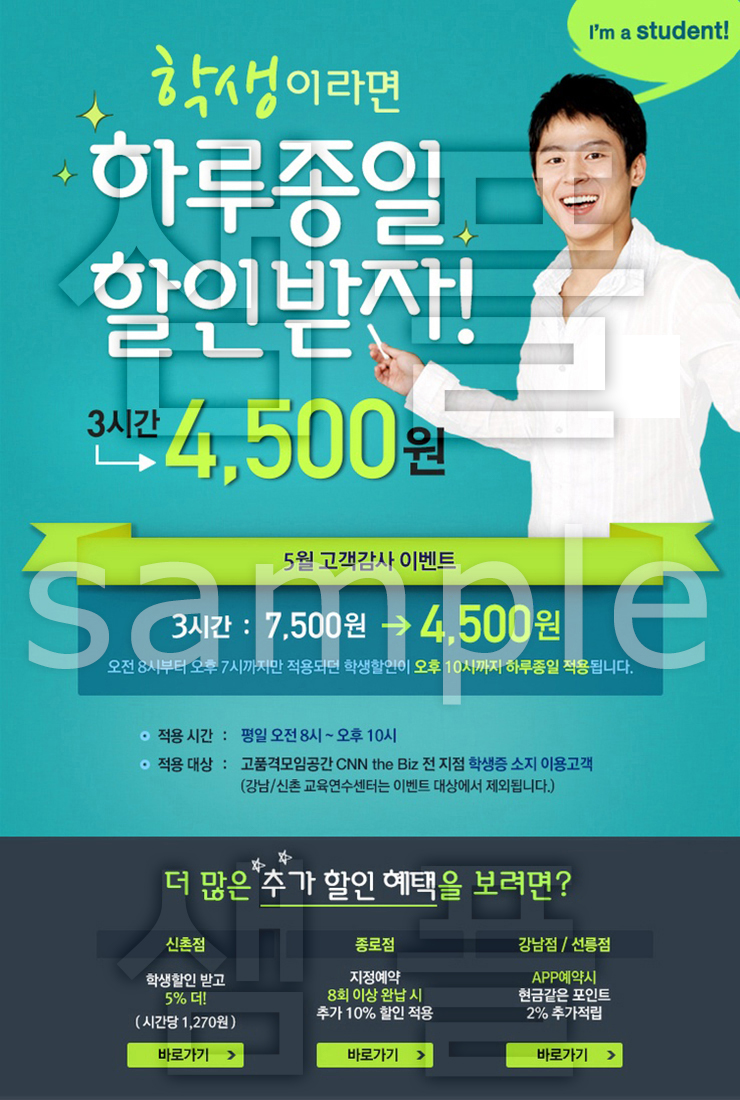 I'm a student!
학생이라면
하루종일
할인받자!
3시간 4,500원
5월 고객감사 이벤트
3시간 : 7,500원 → 4,500원
오전 8시부터 오후 7시까지만 적용되던 학생할인이 오후 10시까지 하루종일 적용됩니다.
적용 시간 : 평일 오전 8시 ~ 오후 10시
적용 대상 : 고품격모임공간 CNN the Biz 전 지점 학생증 소지 이용고객
(강남/신촌 교육연수센터는 이벤트 대상에서 제외됩니다.)
더 많은 추가 할인 혜택을 보려면?
신촌점
학생할인 받고
5% 더!
( 시간당 1,270원 )
바로가기 >
종로점
지정예약
8회 이상 완납 시
추가 10% 할인 적용
바로가기 >
강남점 / 선릉점
APP예약시
현금같은 포인트
2% 추가적립
바로가기 >
샘플
sample
샘플